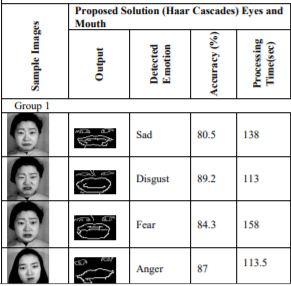 Proposed Solution (Haar Cascades) Eyes and
Mouth
Sample Images
Output
Detected
Emotion
Accuracy (%)
Processing
Time(sec)
Group 1
Sad 80.5 138
Disgust 89.2 113
Fear 84.3 158
Anger 87 113.5